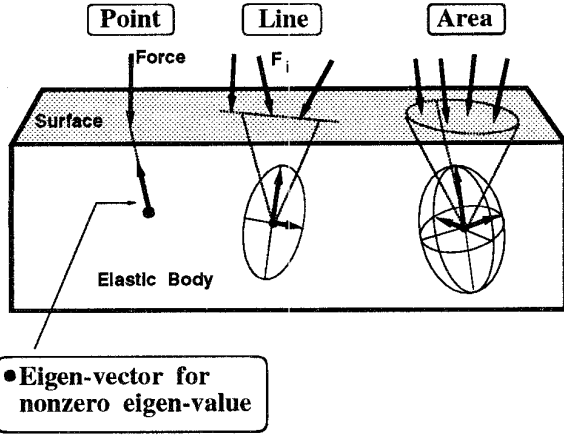 Point Line Area
Force
F i
Surface
Elastic Body
•Eigen-vector for
nonzero eigen-value